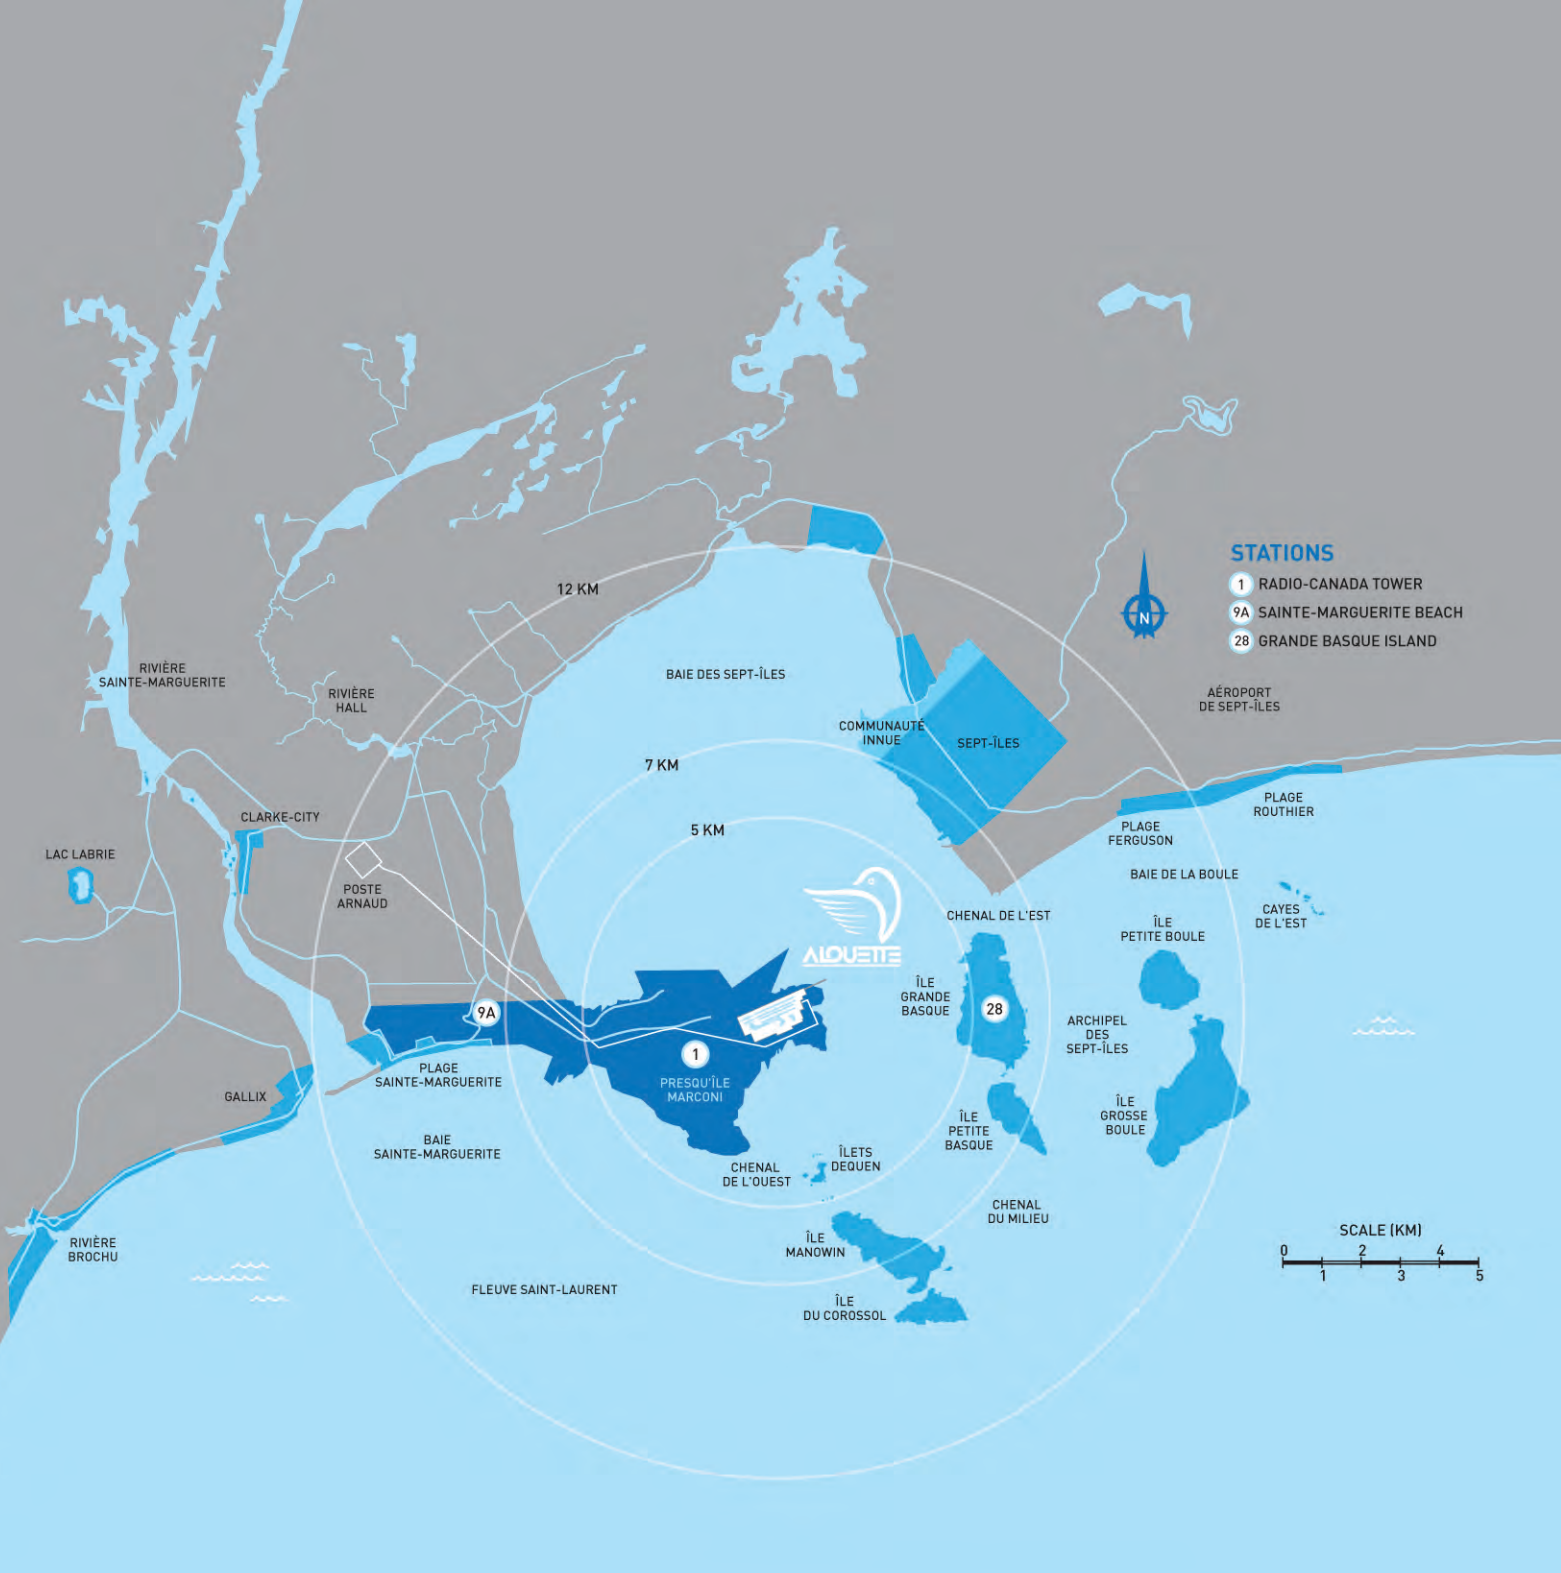 12 KM
STATIONS
1 RADIO-CANADA TOWER
9A SAINTE-MARGUERITE BEACH
28 GRANDE BASQUE ISLAND
N
RIVIÈRE
SAINTE-MARGUERITE
RIVIÈRE
HALL
BAIE DES SEPT-ÎLES
AÉROPORT
DE SEPT-ÎLES
COMMUNAUTÉ
INNUE
SEPT-ÎLES
7 KM
5 KM
CLARKE-CITY
PLAGE
ROUTHIER
PLAGE
FERGUSON
LAC LABRIE
POSTE
ARNAUD
BAIE DE LA BOULE
CAYES
DE L'EST
CHENAL DE L'EST
ÎLE
PETITE BOULE
ALOUETTE
ÎLE
GRANDE
BASQUE
28
9A
1
ARCHIPEL
DES
SEPT-ÎLES
PLAGE
SAINTE-MARGUERITE
PRESQU'ÎLE
MARCONI
GALLIX
ÎLE
GROSSE
BOULE
ÎLE
PETITE
BASQUE
BAIE
SAINTE-MARGUERITE
ÎLETS
DEQUEN
CHENAL
DE L'OUEST
CHENAL
DU MILIEU
RIVIÈRE
BROCHU
ÎLE
MANOWIN
SCALE (KM)
0 2 4
1 3 5
FLEUVE SAINT-LAURENT
ÎLE
DU COROSSOL